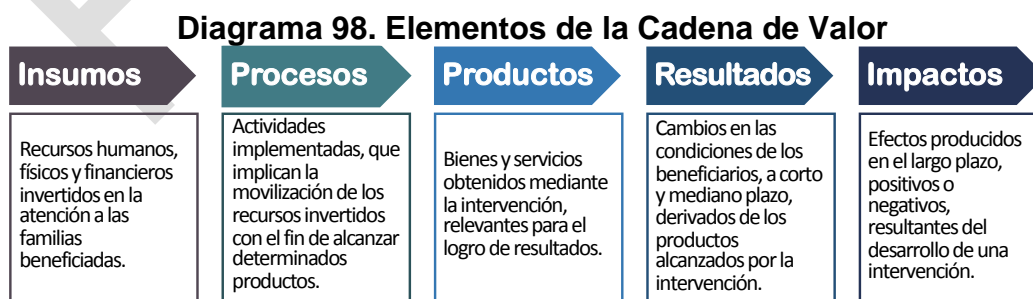 Diagrama 98. Elementos de la Cadena de Valor
Insumos
Recursos humanos,
físicos y financieros
invertidos en la
atención a las
familias
beneficiadas.
Procesos
Actividades
implementadas, que
implican la
movilización de los
recursos invertidos
con el fin de alcanzar
determinados
productos.
Productos
Bienes y servicios
obtenidos mediante
la intervención,
relevantes para el
logro de resultados.
Resultados
Cambios en las
condiciones de los
beneficiarios, a corto
y mediano plazo,
derivados de los
productos
alcanzados por la
intervención.
Impactos
Efectos producidos
en el largo plazo,
positivos o
negativos,
resultantes del
desarrollo de una
intervención.